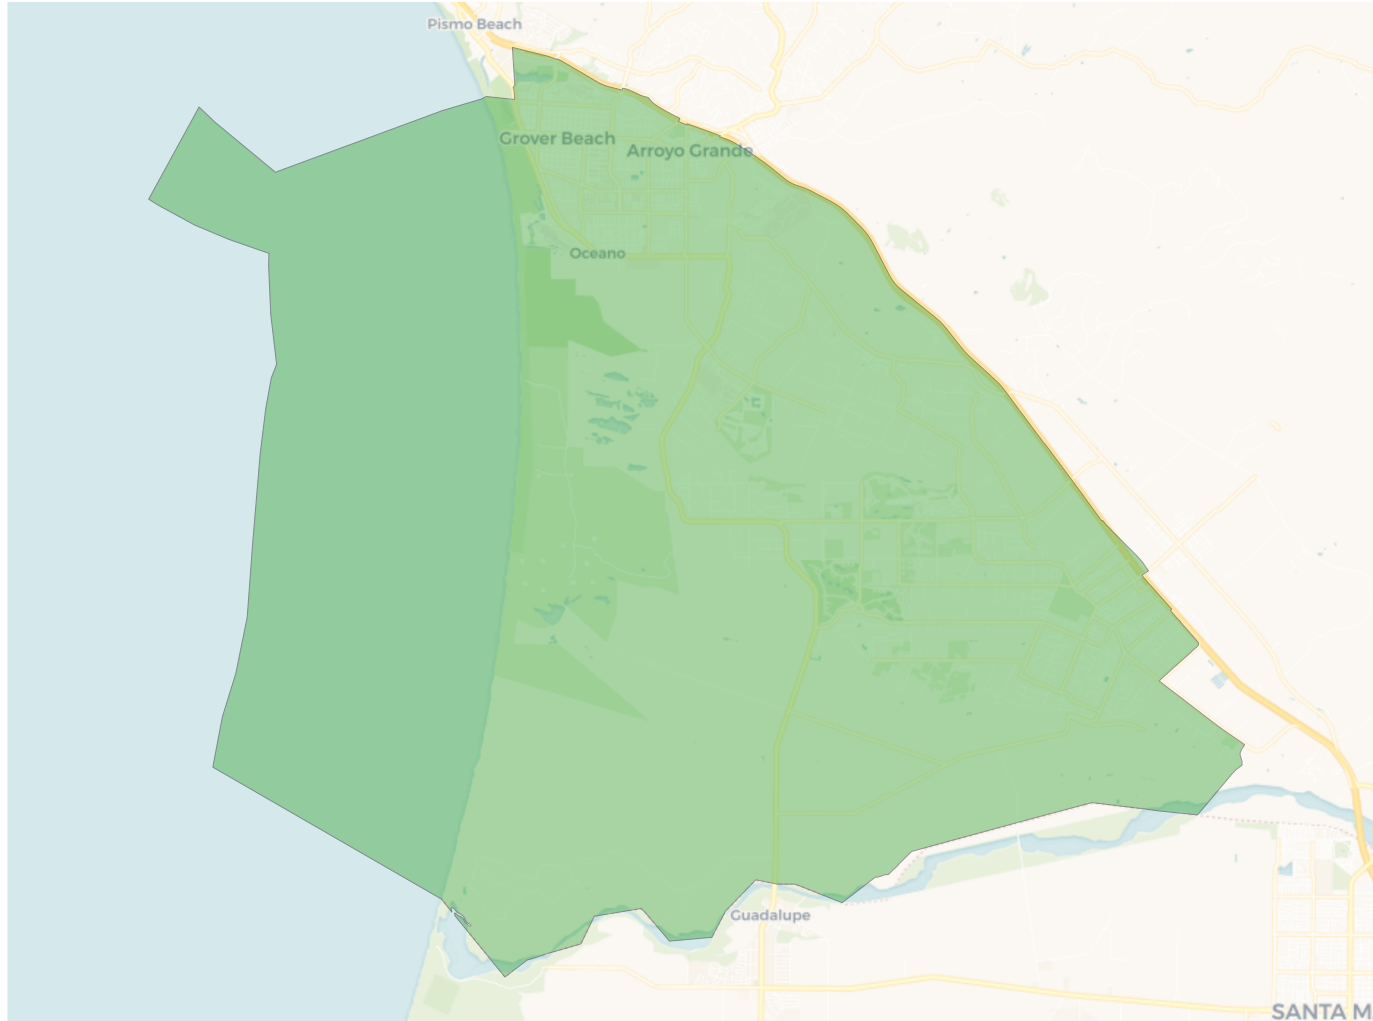 Pismo Beach
Grover Beach
Arroyo Grande
Oceano
Guadalupe
SANTA M